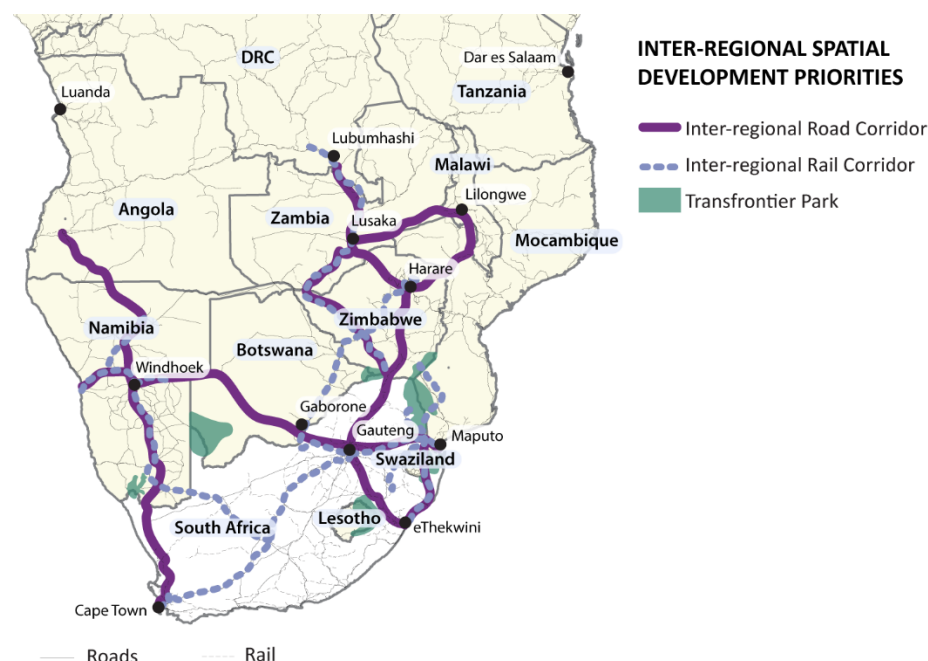 INTER-REGIONAL SPATIAL
DEVELOPMENT PRIORITIES
Inter-regional Road Corridor
Inter-regional Rail Corridor
Transfrontier Park
DRC
Dar es Salaam
Tanzania
Luanda
Lubumhashi
Malawi
Lilongwe
Angola
Zambia
Lusaka
Mocambique
Harare
Namibia
Zimbabwe
Botswana
Windhoek
Gaborone
Gauteng
Maputo
Swaziland
South Africa
Lesotho
eThekwini
Cape Town
Roads
Rail